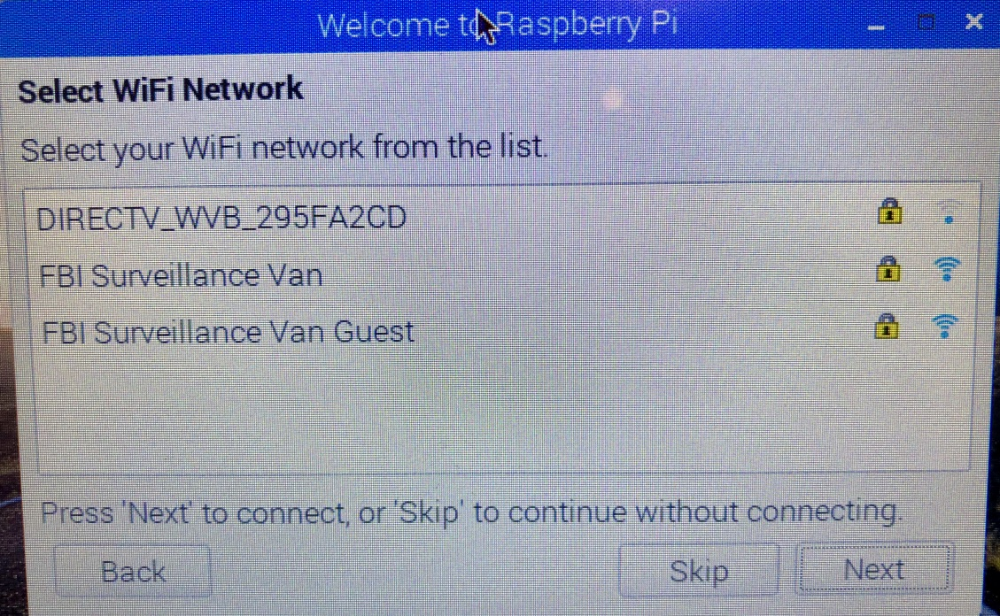 Welcome to Raspberry Pi
Select WiFi Network
Select your WiFi network from the list.
DIRECTV_WVB_295FA2CD
FBI Surveillance Van
FBI Surveillance Van Guest
Press 'Next' to connect, or 'Skip' to continue without connecting.
Back Skip Next